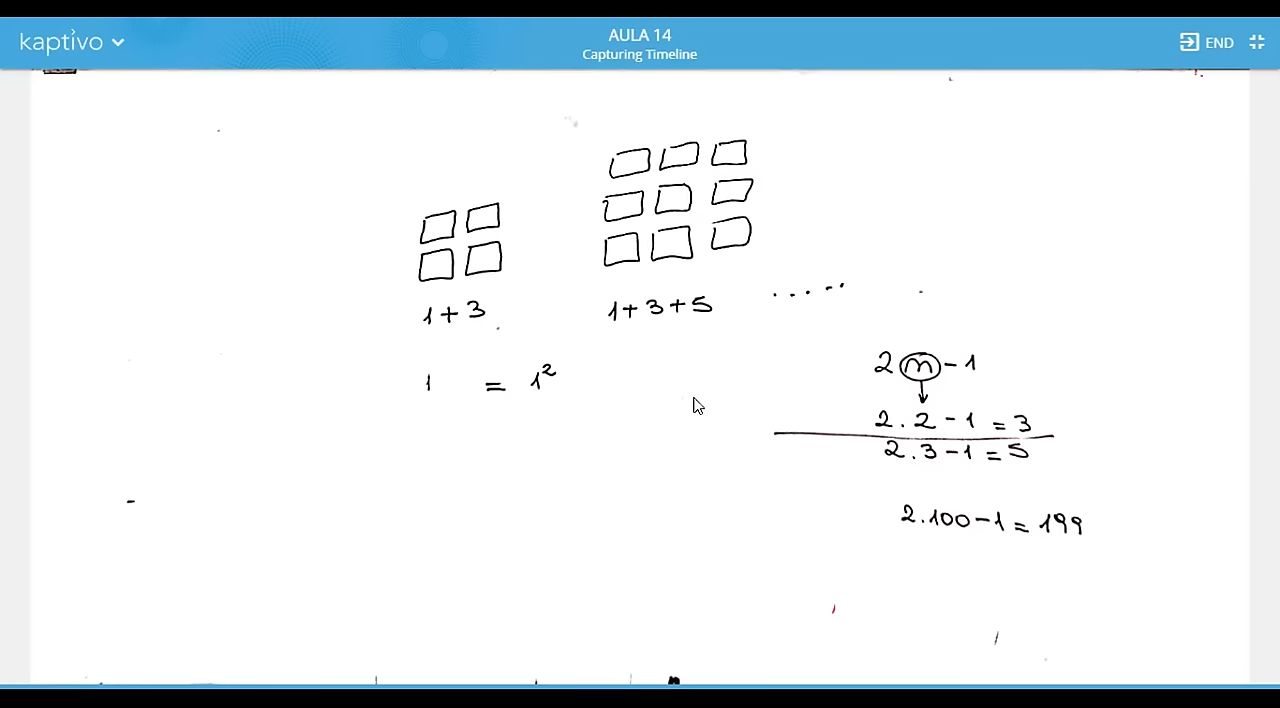 kaptivo
AULA 14
Capturing Timeline
END
1+3
1+3+5 .....
1 = 1²
2n-1
2.2-1=3
2.3-1=5
2.100-1=199